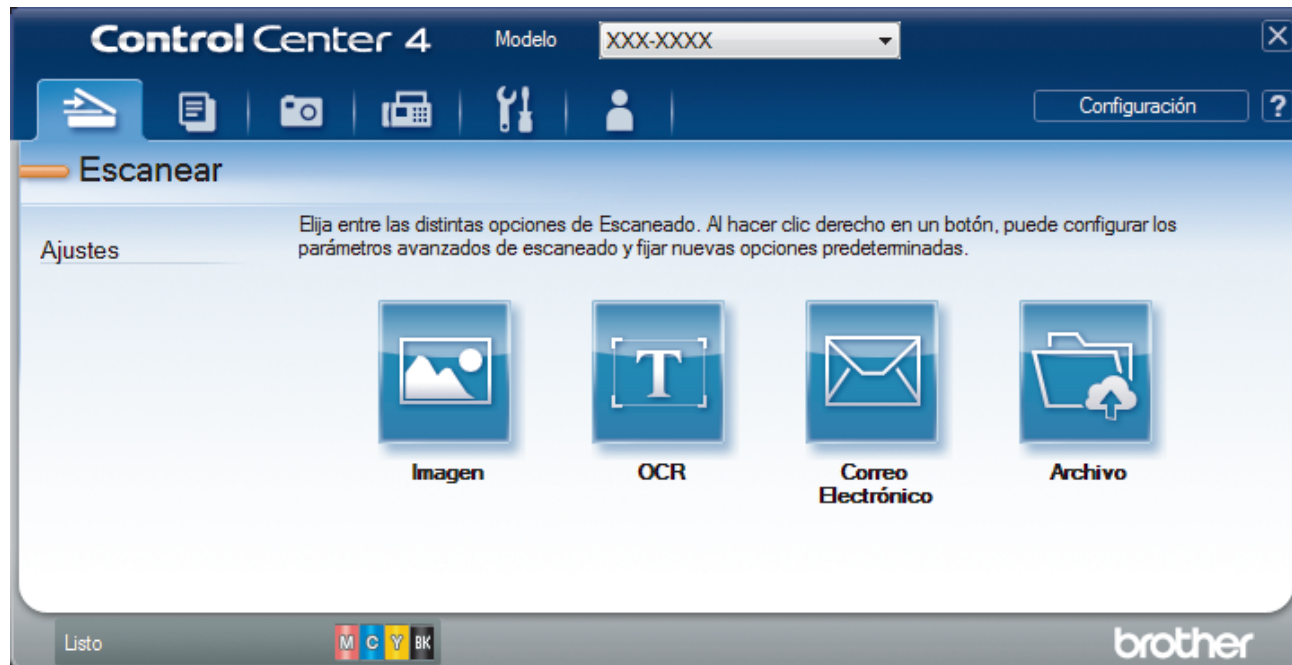 Control Center 4 Modelo XXX-XXXX
Configuración ?
Escanear
Ajustes
Elija entre las distintas opciones de Escaneado. Al hacer clic derecho en un botón, puede configurar los
parámetros avanzados de escaneado y fijar nuevas opciones predeterminadas.
T
Imagen OCR Correo Electrónico Archivo
Listo M C Y BK brother